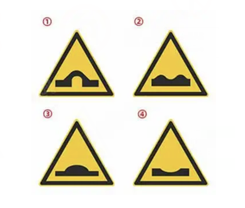 ① ②
③ ④